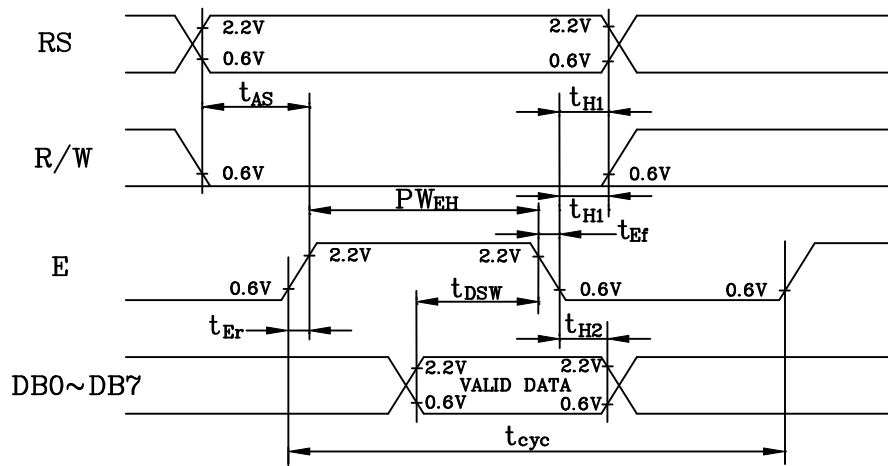 RS 2.2V 2.2V
0.6V 0.6V
tAS tH1
R/W 0.6V 0.6V
PWEH tH1
tEf
E 2.2V 2.2V
0.6V 0.6V 0.6V
tDSW
tEr tH2
DB0~DB7 2.2V VALID DATA 2.2V
0.6V 0.6V
tcyc